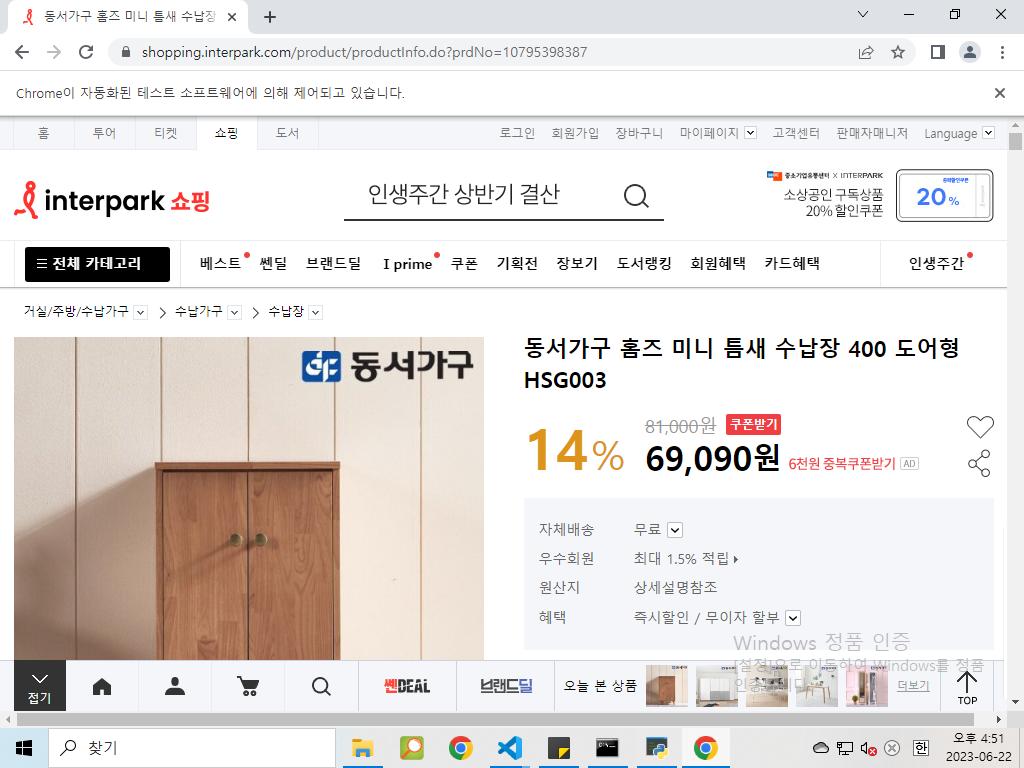 동서가구 홈즈 미니 틈새 수납장
shopping.interpark.com/product/productInfo.do?prdNo=10795398387
Chrome이 자동화된 테스트 소프트웨어에 의해 제어되고 있습니다.
홈 투어 티켓 쇼핑 도서 로그인 회원가입 장바구니 마이페이지 고객센터 판매자매니저 Language
interpark 쇼핑
인생주간 상반기 결산
중소기업유통센터 X INTERPARK
소상공인 구독상품
20% 할인쿠폰
중복할인쿠폰
20%
전체 카테고리 베스트 쎈딜 브랜드딜 I prime 쿠폰 기획전 장보기 도서랭킹 회원혜택 카드혜택 인생주간
거실/주방/수납가구 수납가구 수납장
동서가구
동서가구 홈즈 미니 틈새 수납장 400 도어형
HSG003
14%
81,000원 쿠폰받기
69,090원 6천원 중복쿠폰받기 AD
자체배송 무료
우수회원 최대 1.5% 적립
원산지 상세설명참조
혜택 즉시할인 / 무이자 할부
Windows 정품 인증
[설정]으로 이동하여 Windows를 정품
접기 쎈DEAL 브랜드딜 오늘 본 상품 더보기 TOP
찾기
한
오후 4:51
2023-06-22